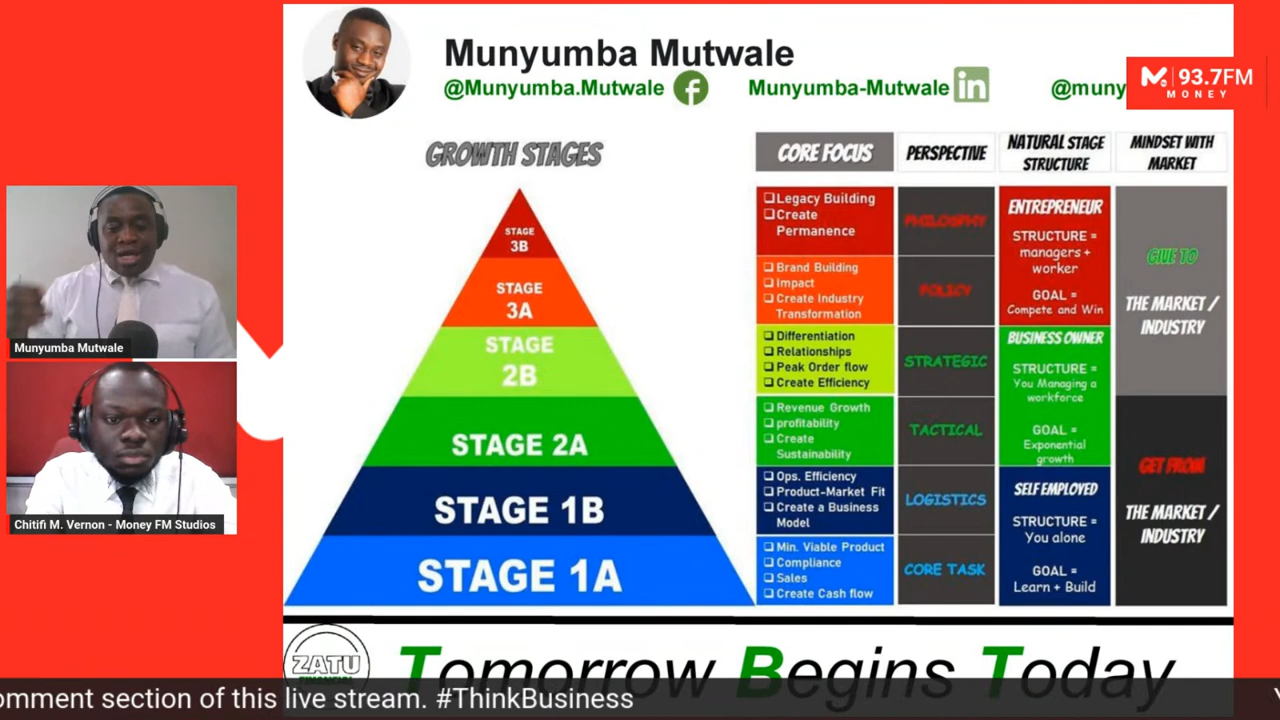 Munyumba Mutwale
@Munyumba.Mutwale
Munyumba-Mutwale
in
@muny
93.7FM
MONEY
GROWTH STAGES
CORE FOCUS
PERSPECTIVE
NATURAL STAGE
STRUCTURE
MINDSET WITH
MARKET
STAGE
3B
STAGE
3A
STAGE
2B
STAGE 2A
STAGE 1B
STAGE 1A
Legacy Building
Create
Permanence
Brand Building
Impact
Create Industry
Transformation
Differentiation
Relationships
Peak Order flow
Create Efficiency
Revenue Growth
profitability
Create
Sustainability
Ops. Efficiency
Product-Market Fit
Create a Business
Model
Min. Viable Product
Compliance
Sales
Create Cash flow
PHILOSOPHY
POLICY
STRATEGIC
TACTICAL
LOGISTICS
CORE TASK
ENTREPRENEUR
STRUCTURE =
managers +
worker
GOAL =
Compete and Win
BUSINESS OWNER
STRUCTURE =
You Managing a
workforce
GOAL =
Exponential
growth
SELF EMPLOYED
STRUCTURE =
You alone
GOAL =
Learn + Build
GIVE TO
THE MARKET /
INDUSTRY
GET FROM
THE MARKET /
INDUSTRY
Munyumba Mutwale
Chitifi M. Vernon - Money FM Studios
ZATU
Tomorrow Begins Today
omment section of this live stream. #ThinkBusiness